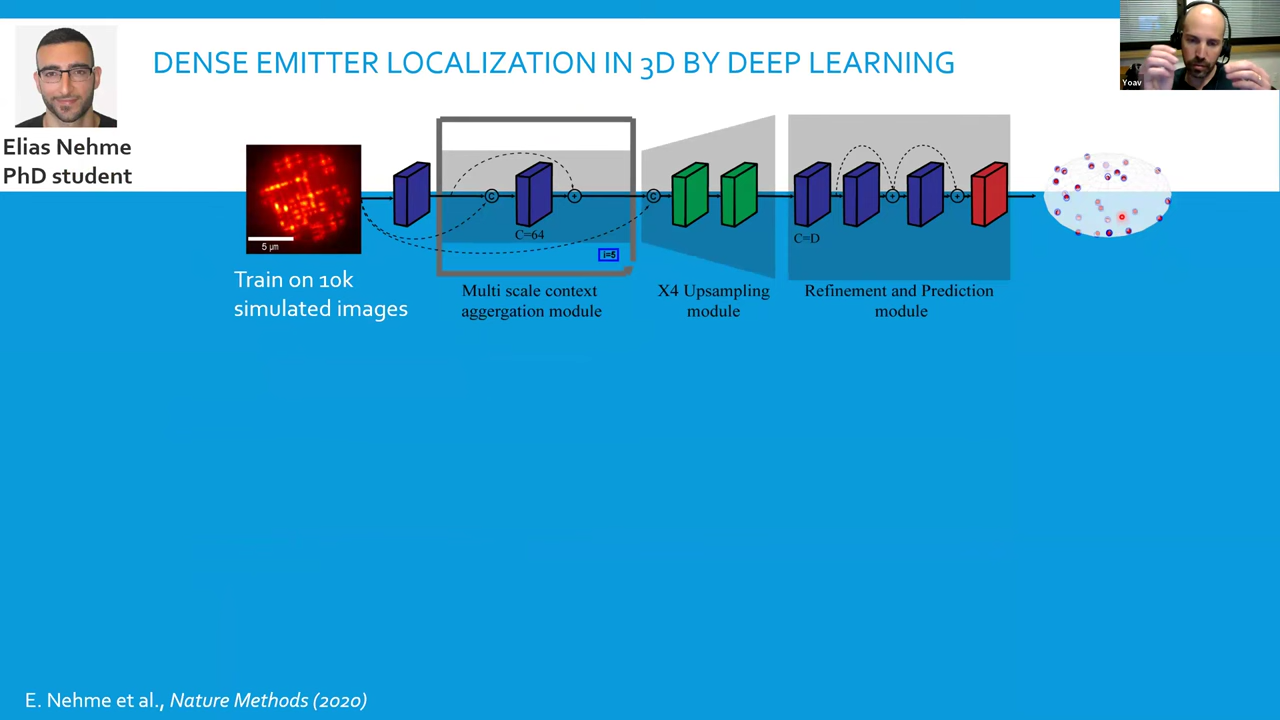 DENSE EMITTER LOCALIZATION IN 3D BY DEEP LEARNING
Yoav
Elias Nehme
PhD student
5 µm
C
+
C
+
+
C=64
i=5
C=D
Train on 10k
simulated images
Multi scale context
aggergation module
X4 Upsampling
module
Refinement and Prediction
module
E. Nehme et al., Nature Methods (2020)